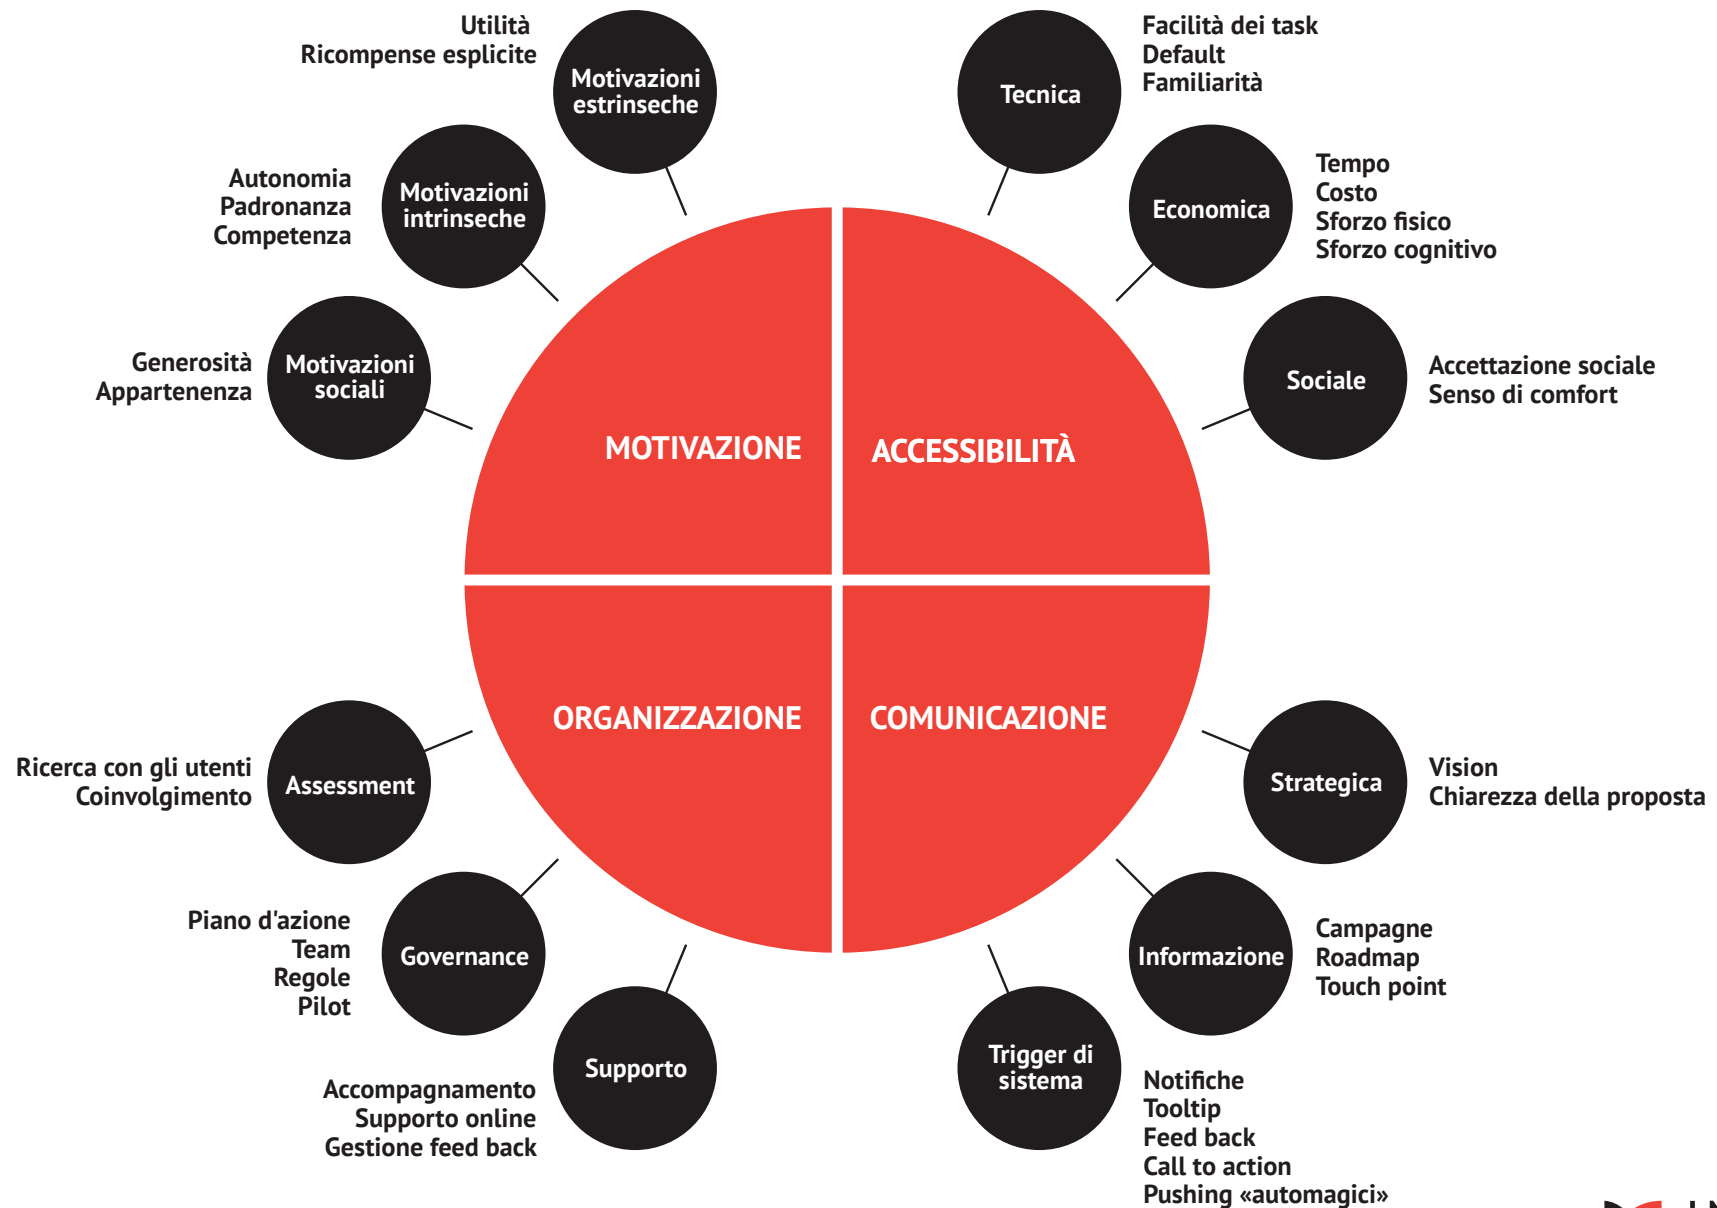 Utilità
Ricompense esplicite
Motivazioni
estrinseche
Autonomia
Padronanza
Competenza
Motivazioni
intrinseche
Generosità
Appartenenza
Motivazioni
sociali
MOTIVAZIONE
Tecnica
Facilità dei task
Default
Familiarità
Economica
Tempo
Costo
Sforzo fisico
Sforzo cognitivo
Sociale
Accettazione sociale
Senso di comfort
ACCESSIBILITÀ
ORGANIZZAZIONE
Ricerca con gli utenti
Coinvolgimento
Assessment
Piano d'azione
Team
Regole
Pilot
Governance
Accompagnamento
Supporto online
Gestione feed back
Supporto
COMUNICAZIONE
Strategica
Vision
Chiarezza della proposta
Informazione
Campagne
Roadmap
Touch point
Trigger di
sistema
Notifiche
Tooltip
Feed back
Call to action
Pushing «automagici»